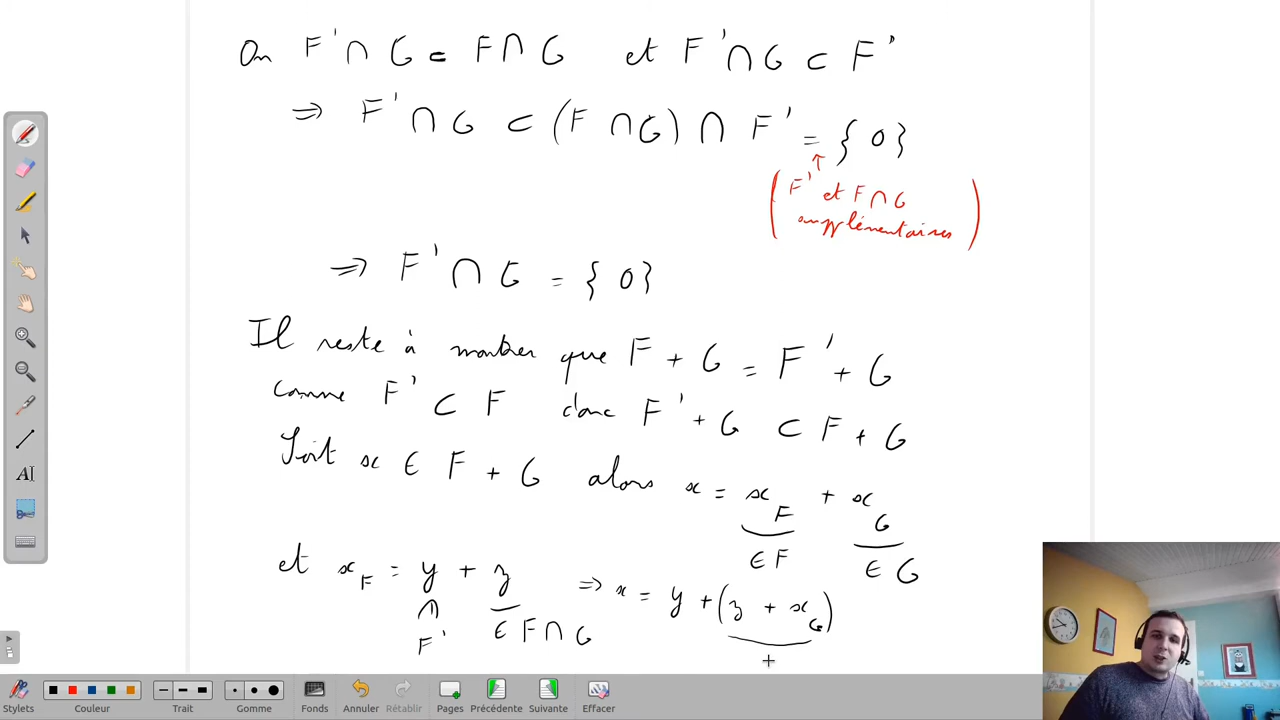 On F' ∩ G ⊂ F ∩ G et F' ∩ G ⊂ F'
⇒ F' ∩ G ⊂ (F ∩ G) ∩ F' = { 0 }
↑
( F' et F ∩ G
supplémentaires )
⇒ F' ∩ G = { 0 }
Il reste à montrer que F + G = F' + G
comme F' ⊂ F donc F' + G ⊂ F + G
Soit x ∈ F + G alors x = x_F + x_G
∈ F ∈ G
et x_F = y + z ⇒ x = y + (z + x_G)
∈ F' ∈ F ∩ G
Stylets Couleur Trait Gomme Fonds Annuler Rétablir Pages Précédente Suivante Effacer